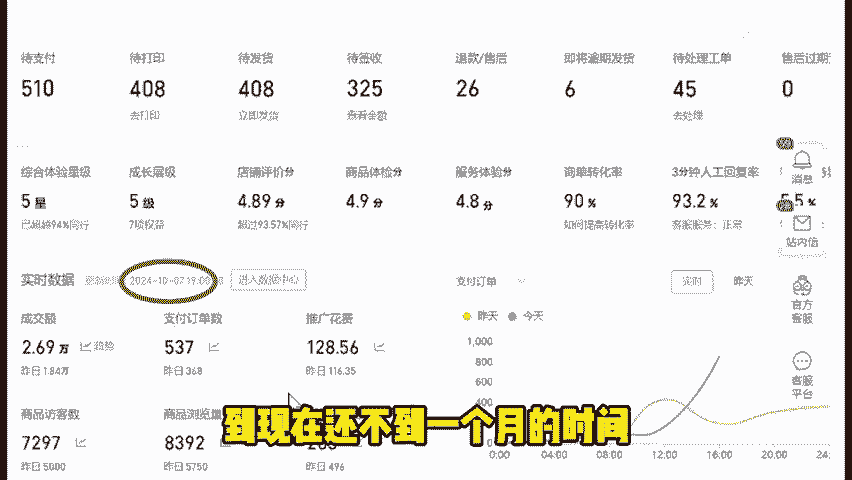 待支付 待打印 待发货 待签收 退款/售后 即将逾期发货 待处理工单 售后过期
510 408 408 325 26 6 45 0
去打印 立即发货 查看金额 去处理
综合体验星级 成长层级 店铺评价分 商品体检分 服务体验分 询单转化率 3分钟人工回复率
5 星 5 级 4.89 分 4.9 分 4.8 分 90 % 93.2 % 5.5 %
已超越94%同行 7项权益 超过93.57%同行 如何提高转化率 客服服务：正常
消息
站内信
官方
客服
客服
平台
实时数据 2024-10-07 19:00 进入数据中心
成交额 支付订单数 推广花费
2.69 万 趋势 537 128.56
昨日 1.84万 昨日 368 昨日 116.35
商品访客数 商品浏览量
7297 8392
昨日 5000 昨日 5750 昨日 496
支付订单 实时 昨天
昨天 今天
1,000
800
600
400
0:00 04:00 08:00 12:00 16:00 20:00 24:
到现在还不到一个月的时间